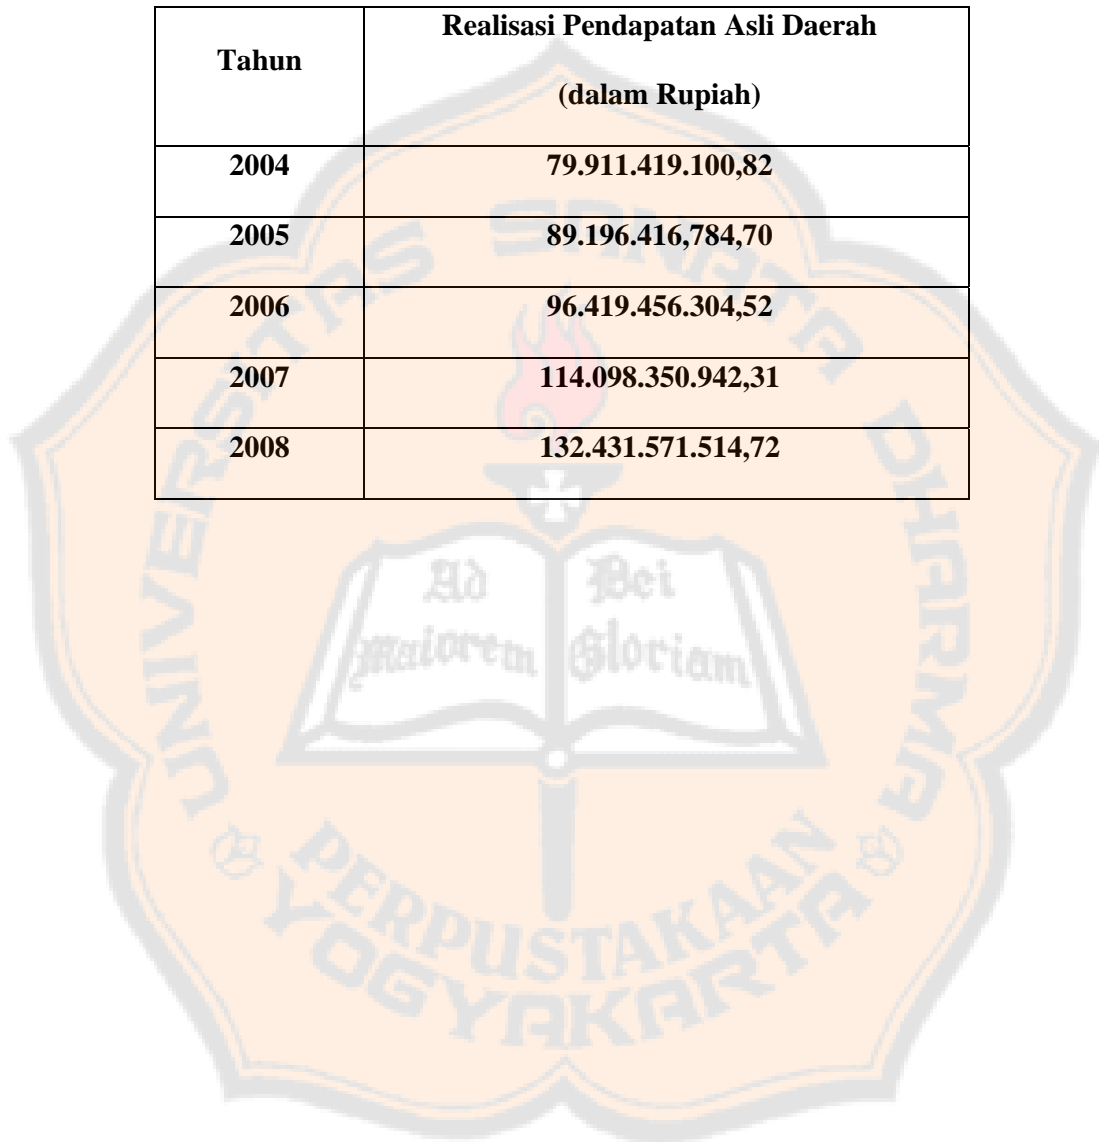 Realisasi Pendapatan Asli Daerah
Tahun
(dalam Rupiah)
2004 79.911.419.100,82
2005 89.196.416,784,70
2006 96.419.456.304,52
2007 114.098.350.942,31
2008 132.431.571.514,72
UNIVERSITAS SANATA DHARMA
Ad Dei
Maiorem Gloriam
PERPUSTAKAAN
YOGYAKARTA